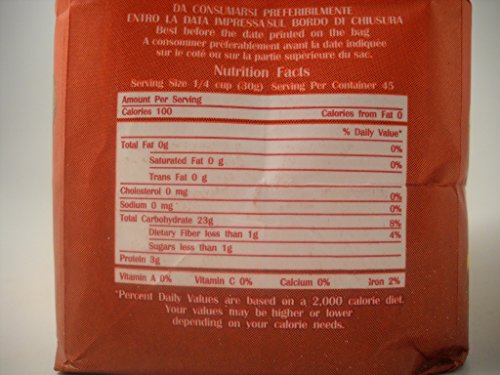 DA CONSUMARSI PREFERIBILMENTE
ENTRO LA DATA IMPRESSA SUL BORDO DI CHIUSURA
Best before the date printed on the bag
A consommer préferablement avant la date indiquée
sur le coté ou sur la partie supérieure du sac.
Nutrition Facts
Serving Size 1/4 cup (30g) Serving Per Container 45
Amount Per Serving
Calories 100 Calories from Fat 0
% Daily Value*
Total Fat 0g 0%
Saturated Fat 0 g 0%
Trans Fat 0 g
Cholesterol 0 mg 0%
Sodium 0 mg 0%
Total Carbohydrate 23g 8%
Dietary Fiber less than 1g 4%
Sugars less than 1g
Protein 3g
Vitamin A 0% Vitamin C 0% Calcium 0% Iron 2%
*Percent Daily Values are based on a 2,000 calorie diet.
Your values may be higher or lower
depending on your calorie needs.